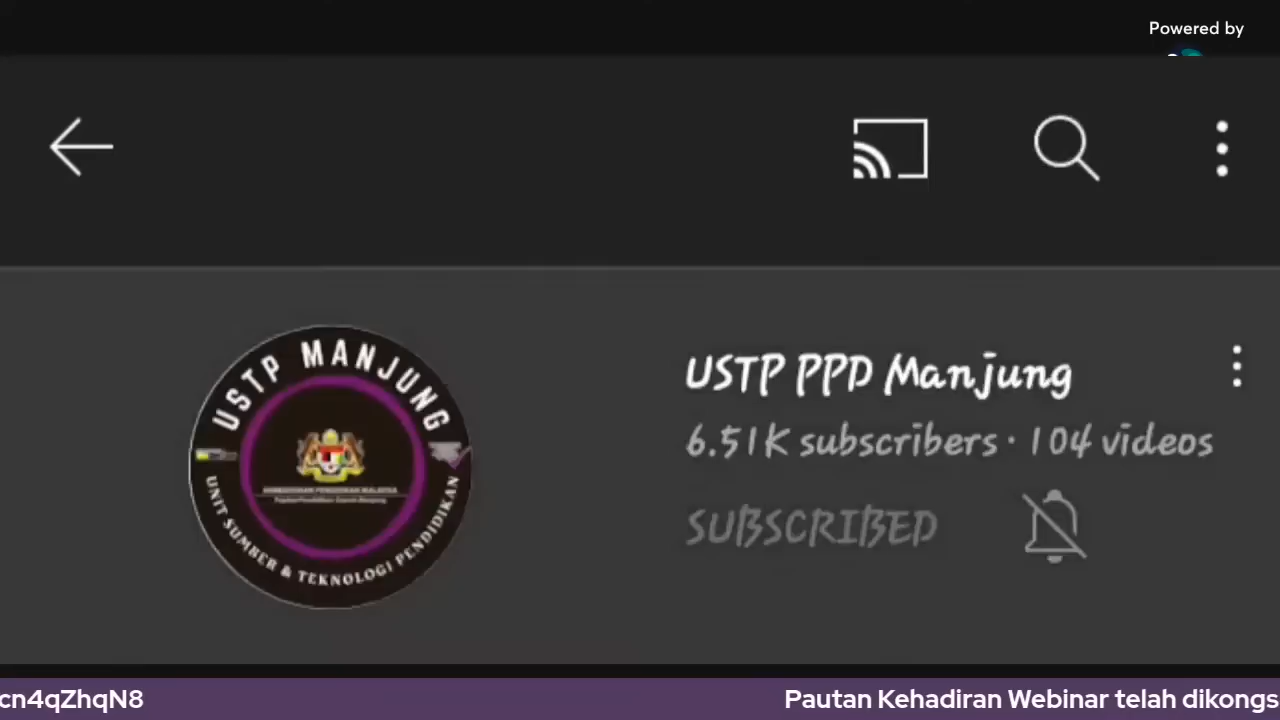 Powered by
USTP MANJUNG
UNIT SUMBER & TEKNOLOGI PENDIDIKAN
USTP PPD Manjung
6.51K subscribers · 104 videos
SUBSCRIBED
cn4qZhqN8
Pautan Kehadiran Webinar telah dikongs